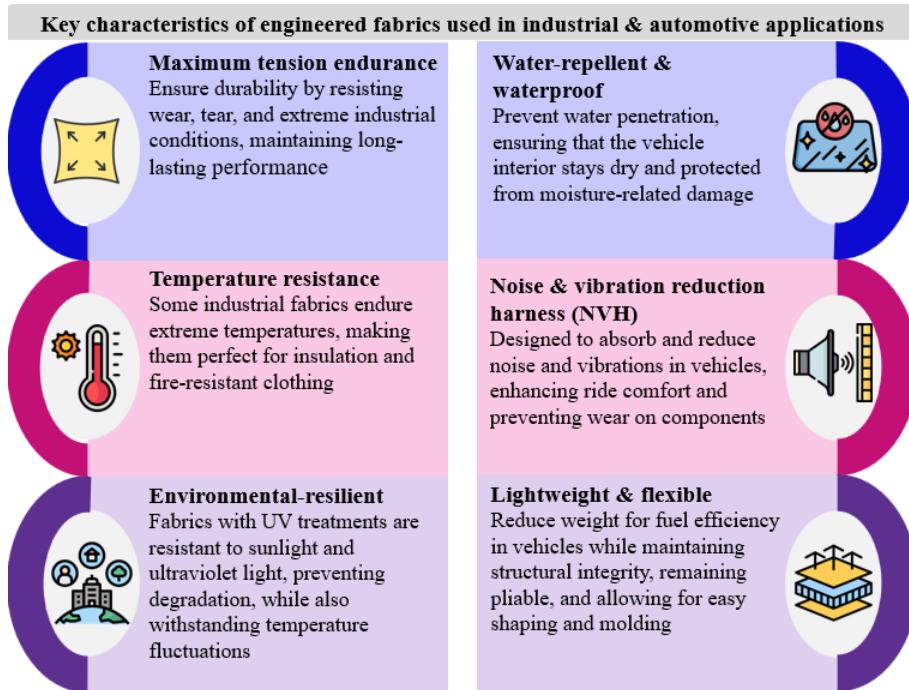 Key characteristics of engineered fabrics used in industrial & automotive applications
Maximum tension endurance
Ensure durability by resisting
wear, tear, and extreme industrial
conditions, maintaining long-
lasting performance
Water-repellent &
waterproof
Prevent water penetration,
ensuring that the vehicle
interior stays dry and protected
from moisture-related damage
Temperature resistance
Some industrial fabrics endure
extreme temperatures, making
them perfect for insulation and
fire-resistant clothing
Noise & vibration reduction
harness (NVH)
Designed to absorb and reduce
noise and vibrations in vehicles,
enhancing ride comfort and
preventing wear on components
Environmental-resilient
Fabrics with UV treatments are
resistant to sunlight and
ultraviolet light, preventing
degradation, while also
withstanding temperature
fluctuations
Lightweight & flexible
Reduce weight for fuel efficiency
in vehicles while maintaining
structural integrity, remaining
pliable, and allowing for easy
shaping and molding